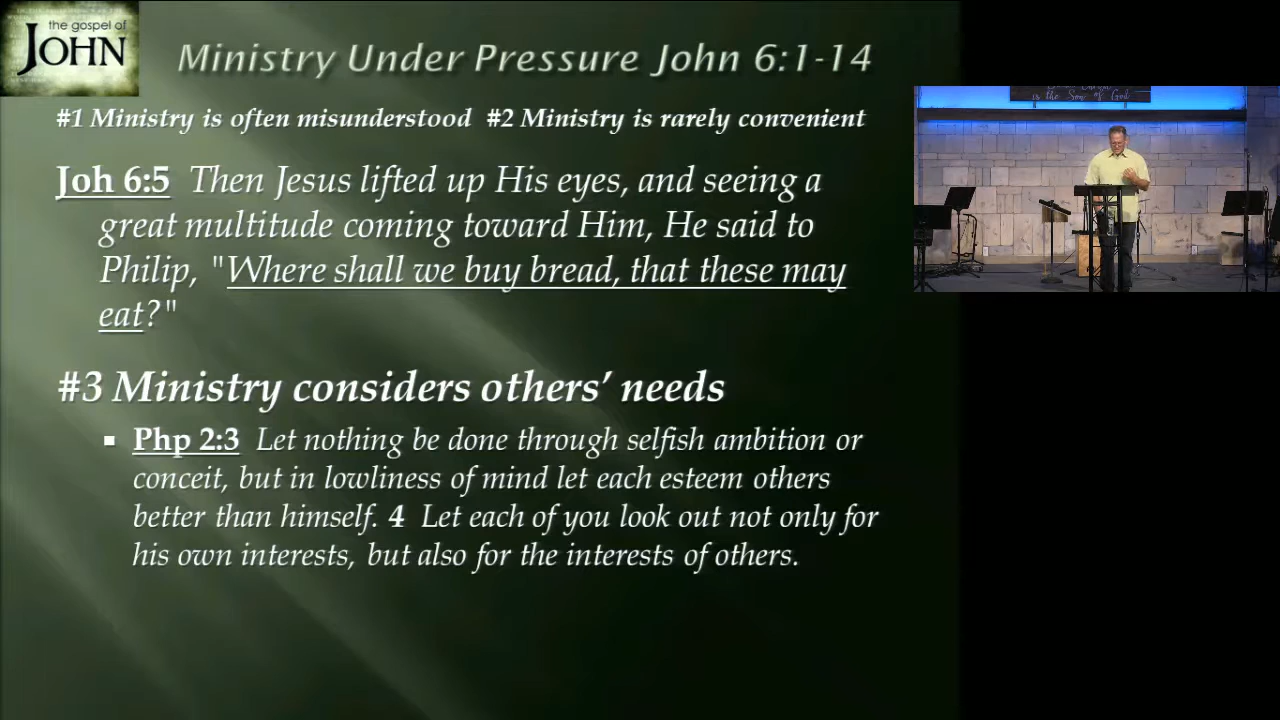 the gospel of
JOHN
Ministry Under Pressure John 6:1-14
#1 Ministry is often misunderstood #2 Ministry is rarely convenient
Joh 6:5 Then Jesus lifted up His eyes, and seeing a
great multitude coming toward Him, He said to
Philip, "Where shall we buy bread, that these may
eat?"
#3 Ministry considers others’ needs
▪ Php 2:3 Let nothing be done through selfish ambition or
conceit, but in lowliness of mind let each esteem others
better than himself. 4 Let each of you look out not only for
his own interests, but also for the interests of others.
is the Son of God